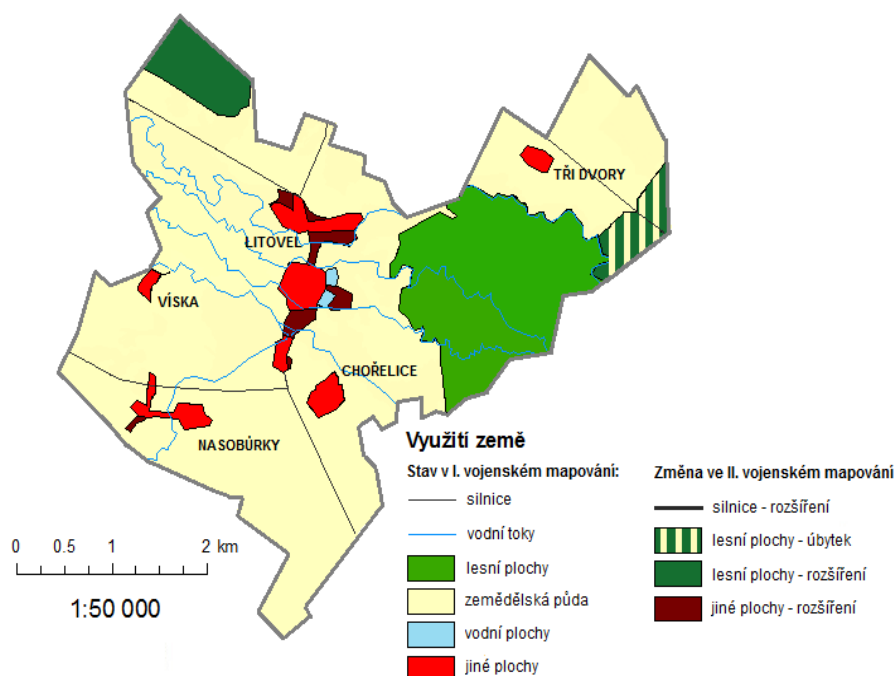 TŘI DVORY
LITOVEL
VÍSKA
CHOŘELICE
NASOBŮRKY
Využití země
Stav v I. vojenském mapování:
silnice
vodní toky
lesní plochy
zemědělská půda
vodní plochy
jiné plochy
Změna ve II. vojenském mapování
silnice - rozšíření
lesní plochy - úbytek
lesní plochy - rozšíření
jiné plochy - rozšíření
0 0.5 1 2 km
1:50 000